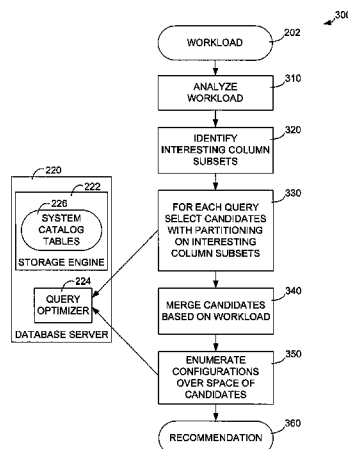 300
WORKLOAD
202
310
ANALYZE
WORKLOAD
320
IDENTIFY
INTERESTING COLUMN
SUBSETS
330
FOR EACH QUERY
SELECT CANDIDATES
WITH PARTITIONING
ON INTERESTING
COLUMN SUBSETS
220
222
226
SYSTEM
CATALOG
TABLES
STORAGE ENGINE
224
QUERY
OPTIMIZER
DATABASE SERVER
340
MERGE CANDIDATES
BASED ON WORKLOAD
350
ENUMERATE
CONFIGURATIONS
OVER SPACE OF
CANDIDATES
360
RECOMMENDATION